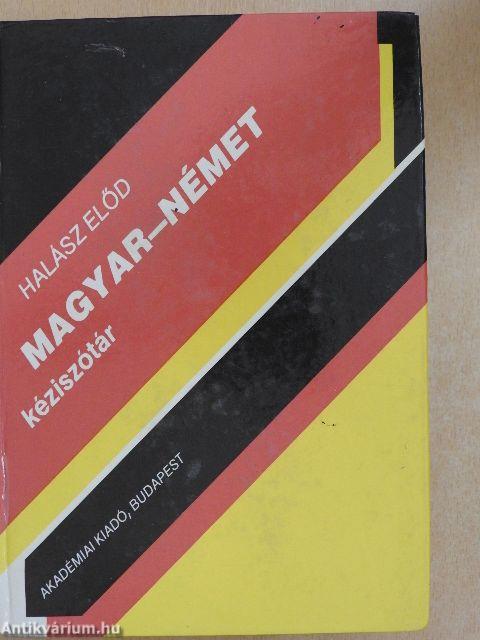 HALÁSZ ELŐD
MAGYAR–NÉMET
kéziszótár
AKADÉMIAI KIADÓ, BUDAPEST
Antikvárium.hu